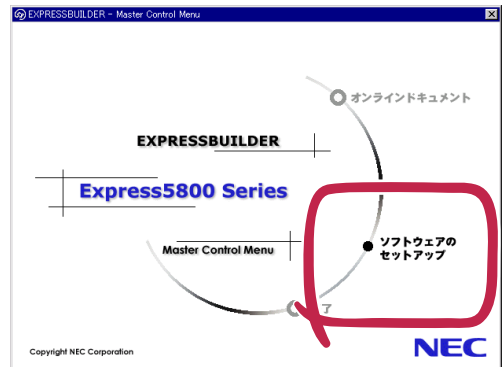 EXPRESSBUILDER - Master Control Menu
オンラインドキュメント
EXPRESSBUILDER
Express5800 Series
ソフトウェアの
セットアップ
Master Control Menu
了
Copyright NEC Corporation
NEC